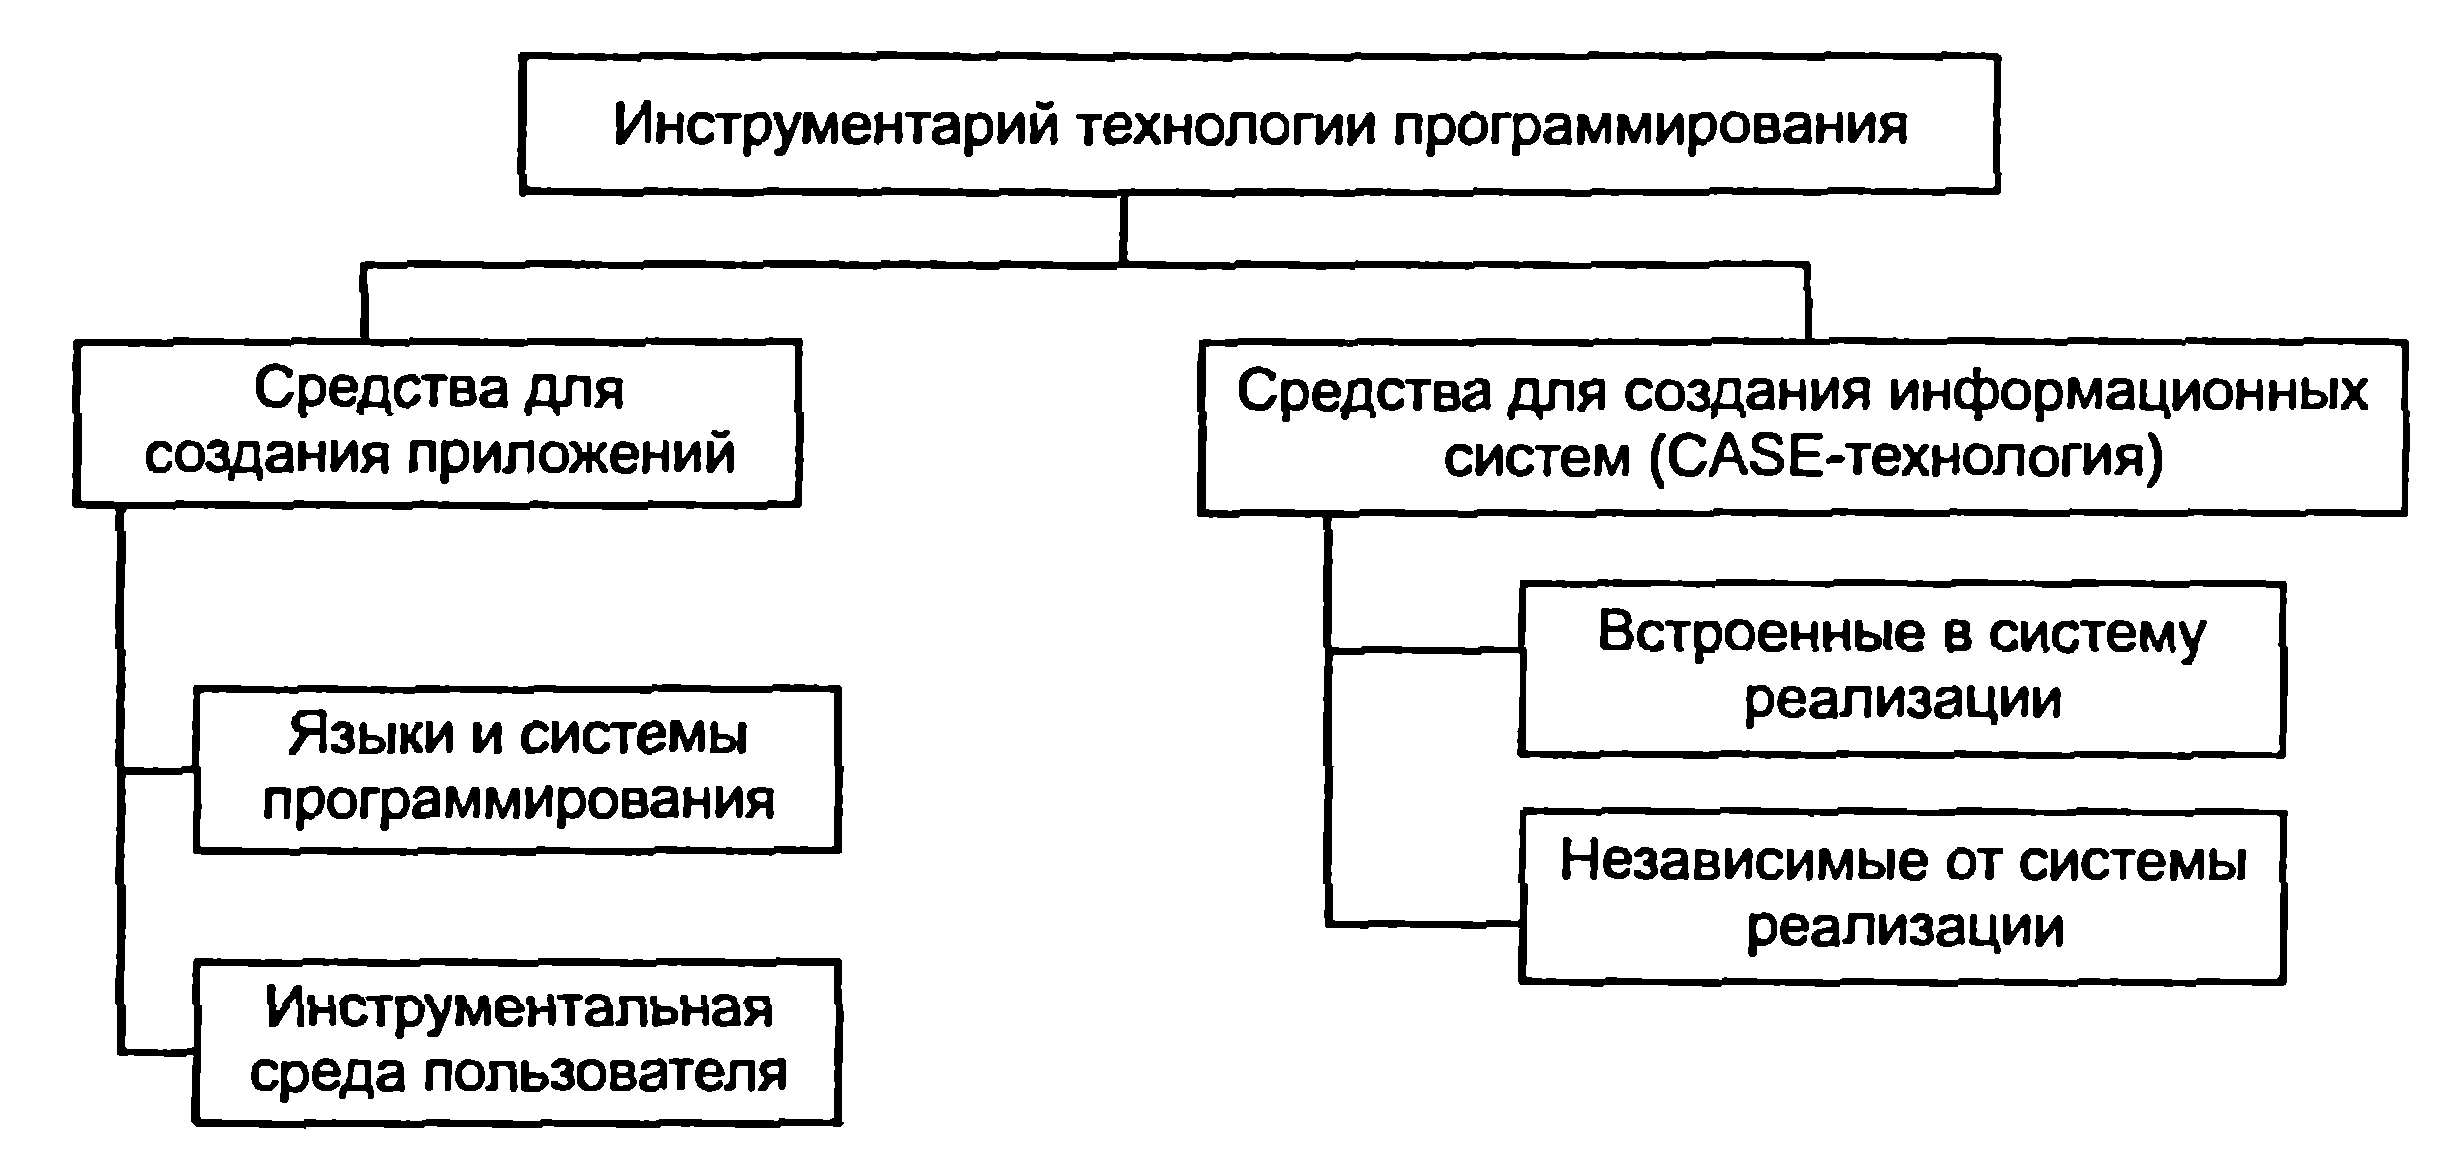 Инструментарий технологии программирования
Средства для
создания приложений
Средства для создания информационных
систем (CASE-технология)
Языки и системы
программирования
Инструментальная
среда пользователя
Встроенные в систему
реализации
Независимые от системы
реализации